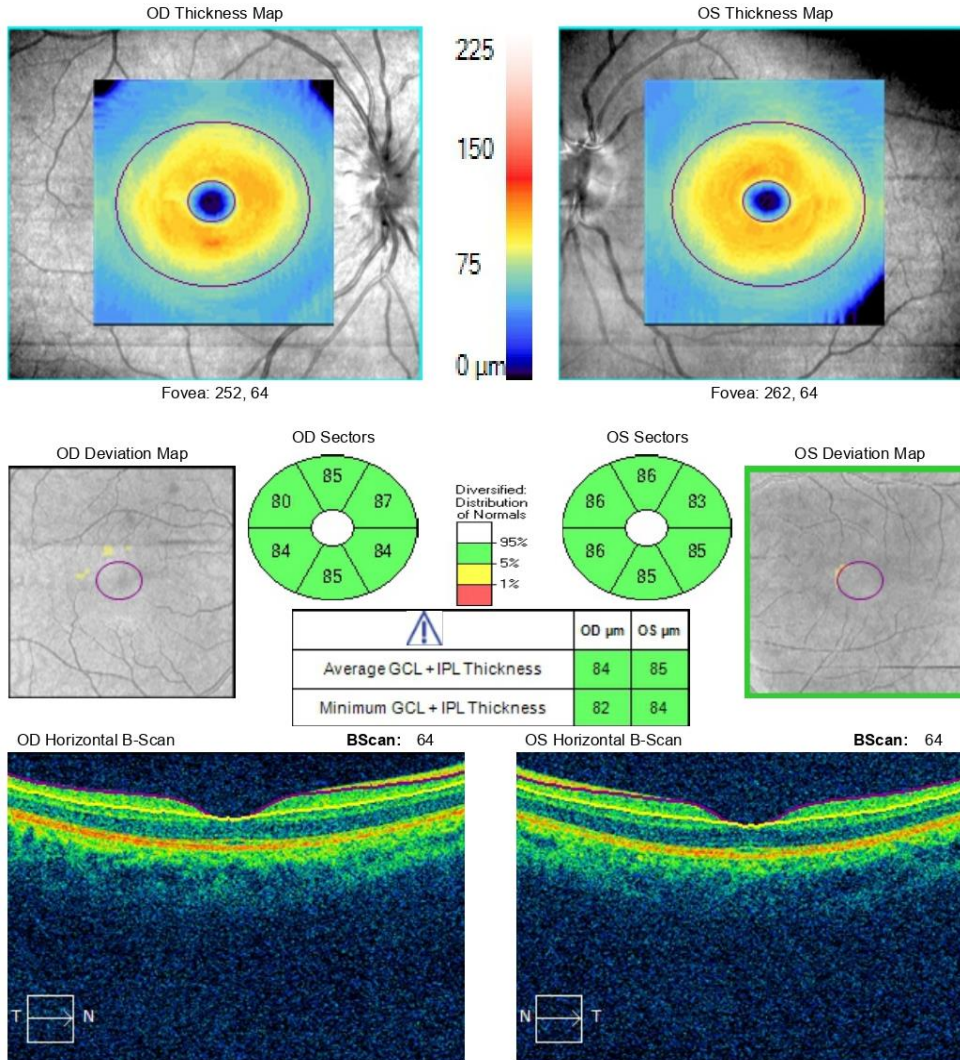 OD Thickness Map
OS Thickness Map
225
150
75
0 µm
Fovea: 252, 64
Fovea: 262, 64
OD Deviation Map
OD Sectors
OS Sectors
OS Deviation Map
85
80
87
84
84
85
Diversified:
Distribution
of Normals
95%
5%
1%
86
86
83
86
85
85
OD µm
OS µm
Average GCL + IPL Thickness
84
85
Minimum GCL + IPL Thickness
82
84
OD Horizontal B-Scan
BScan: 64
OS Horizontal B-Scan
BScan: 64
T
N
N
T